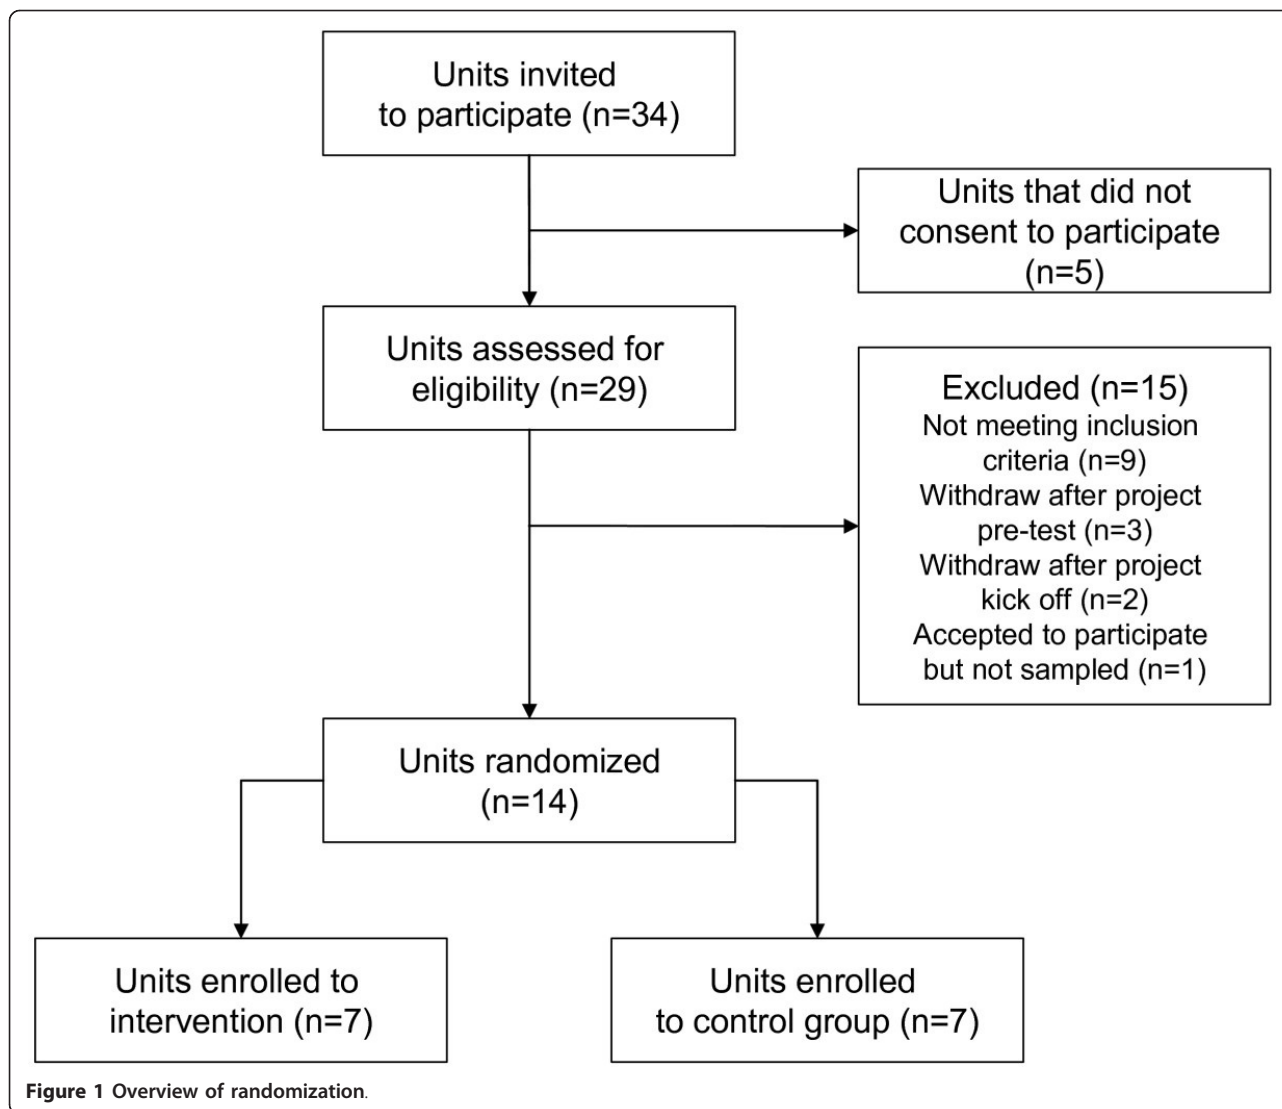 Units invited
to participate (n=34)
Units that did not
consent to participate
(n=5)
Units assessed for
eligibility (n=29)
Excluded (n=15)
Not meeting inclusion
criteria (n=9)
Withdraw after project
pre-test (n=3)
Withdraw after project
kick off (n=2)
Accepted to participate
but not sampled (n=1)
Units randomized
(n=14)
Units enrolled to
intervention (n=7)
Units enrolled
to control group (n=7)
Figure 1 Overview of randomization.